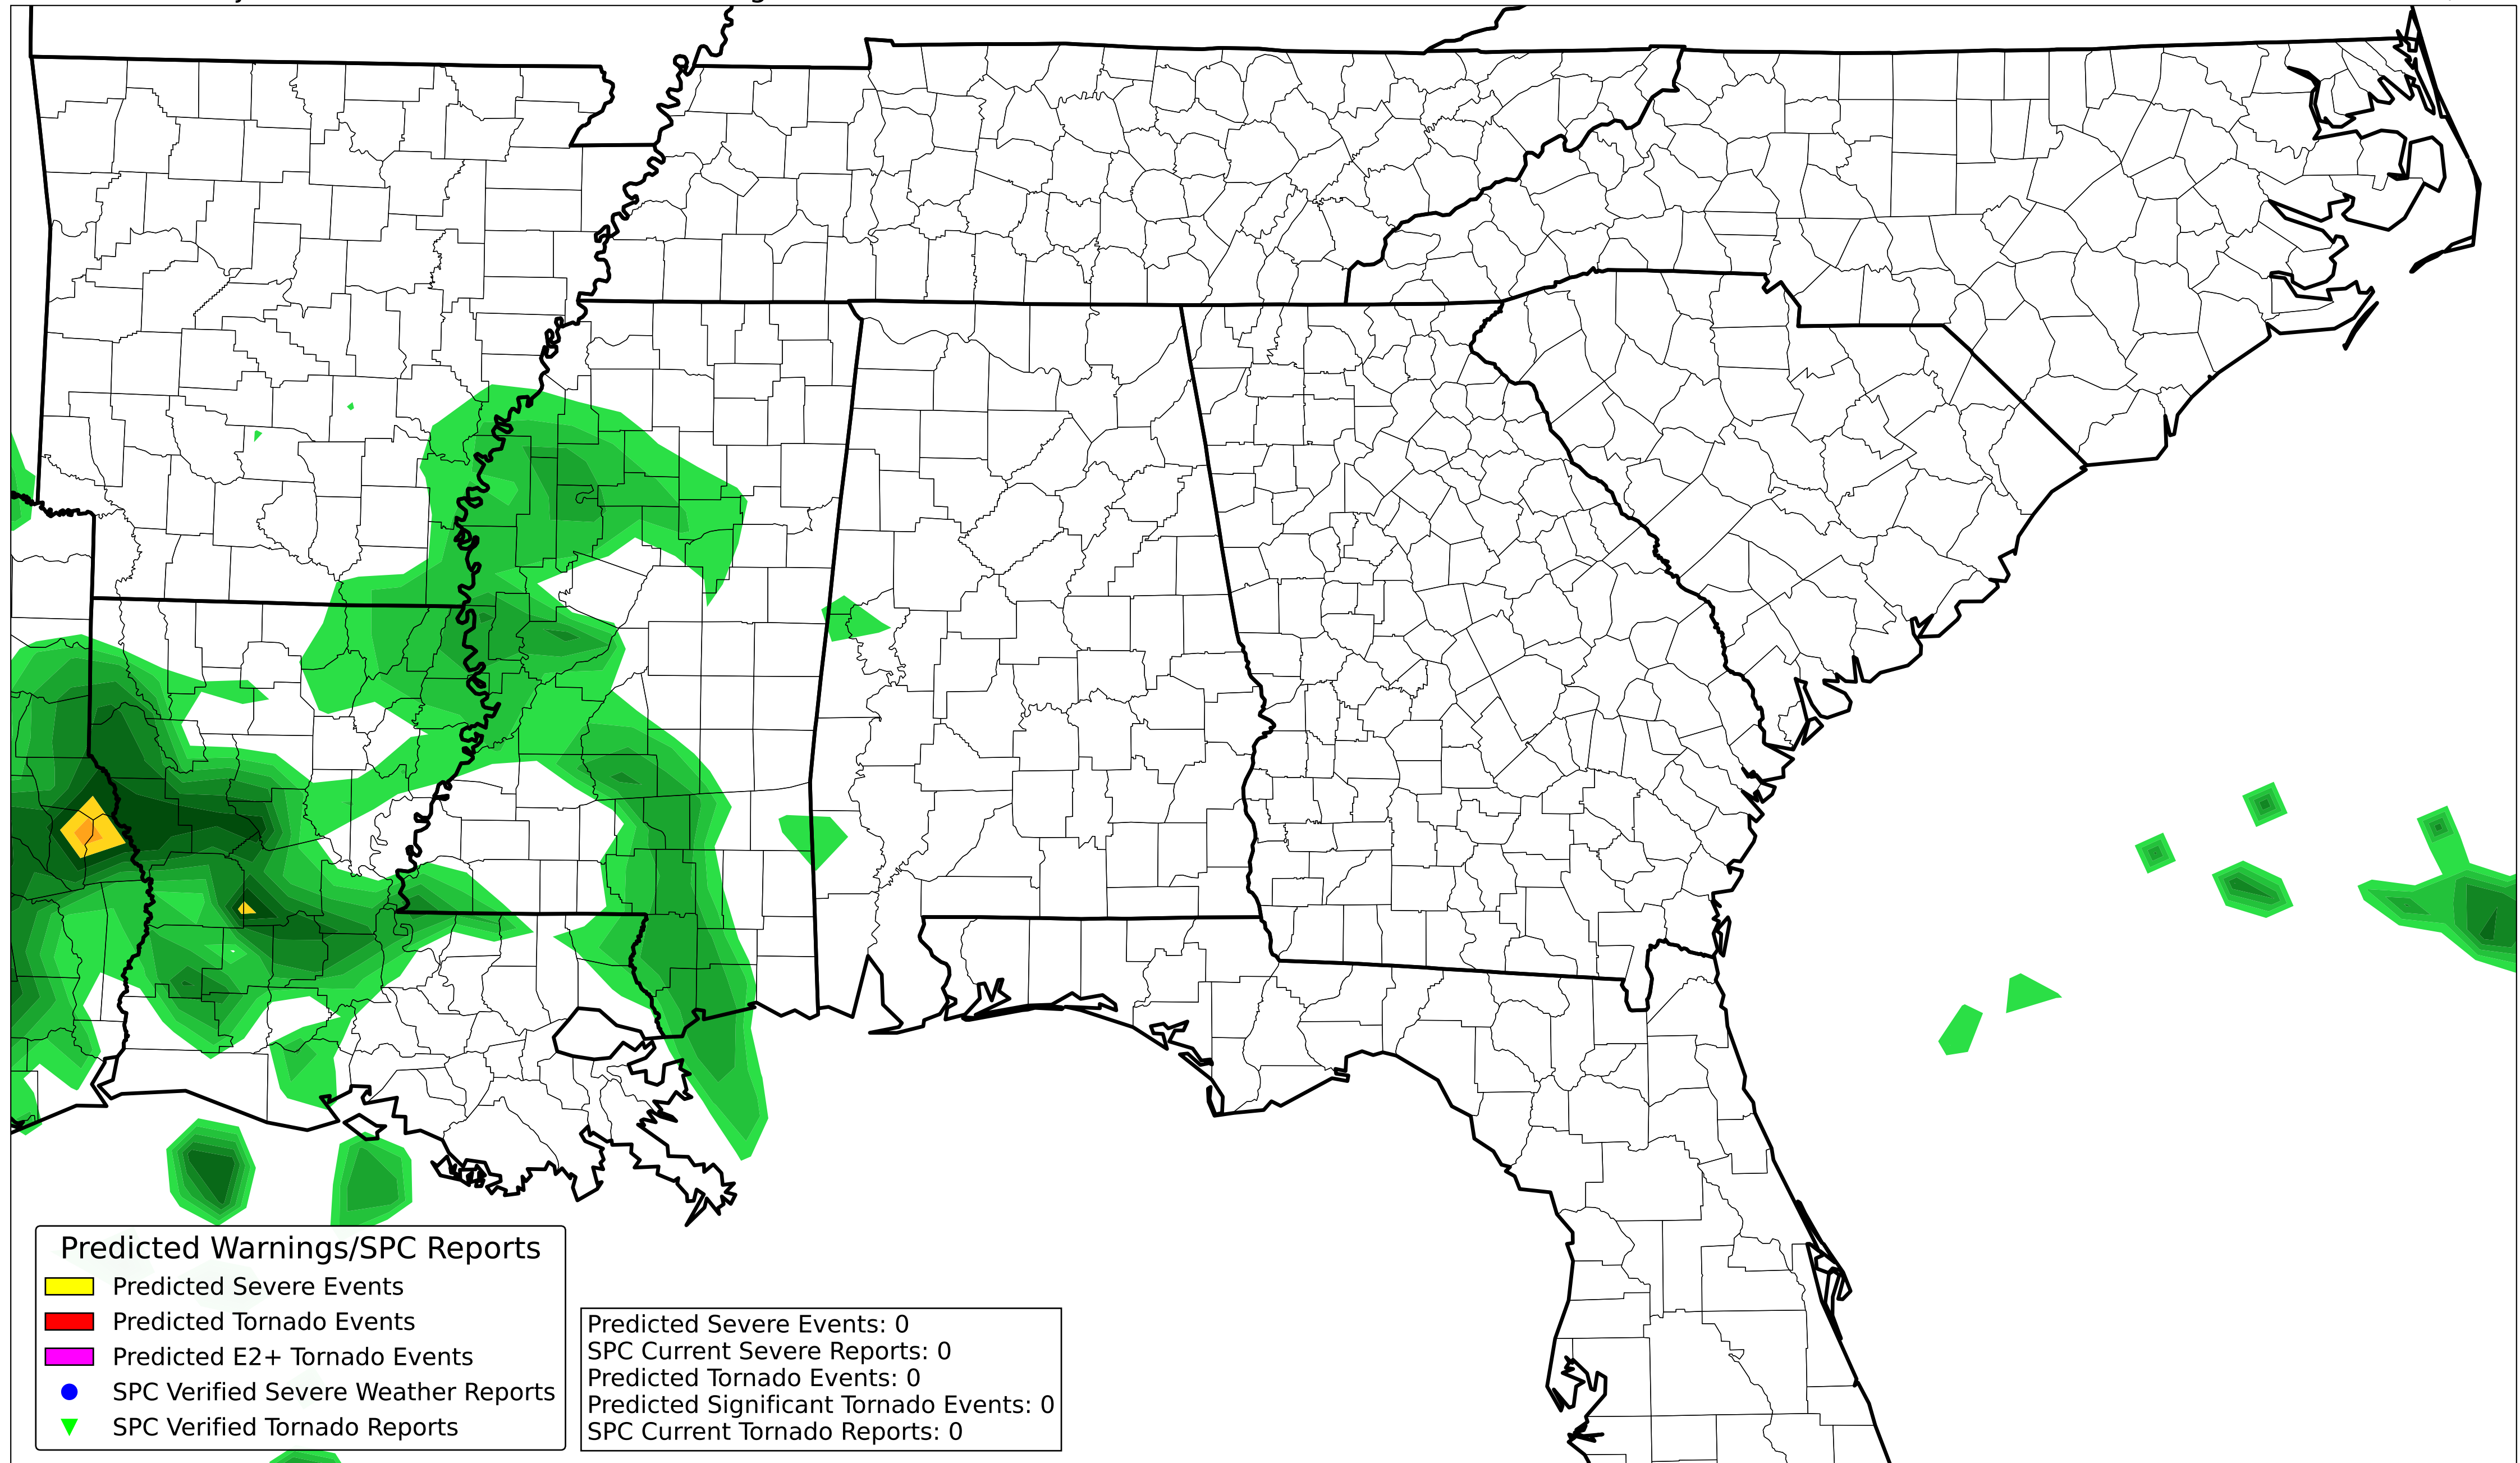 Predicted Warnings/SPC Reports
Predicted Severe Events
Predicted Tornado Events
Predicted E2+ Tornado Events
SPC Verified Severe Weather Reports
SPC Verified Tornado Reports
Predicted Severe Events: 0
SPC Current Severe Reports: 0
Predicted Tornado Events: 0
Predicted Significant Tornado Events: 0
SPC Current Tornado Reports: 0